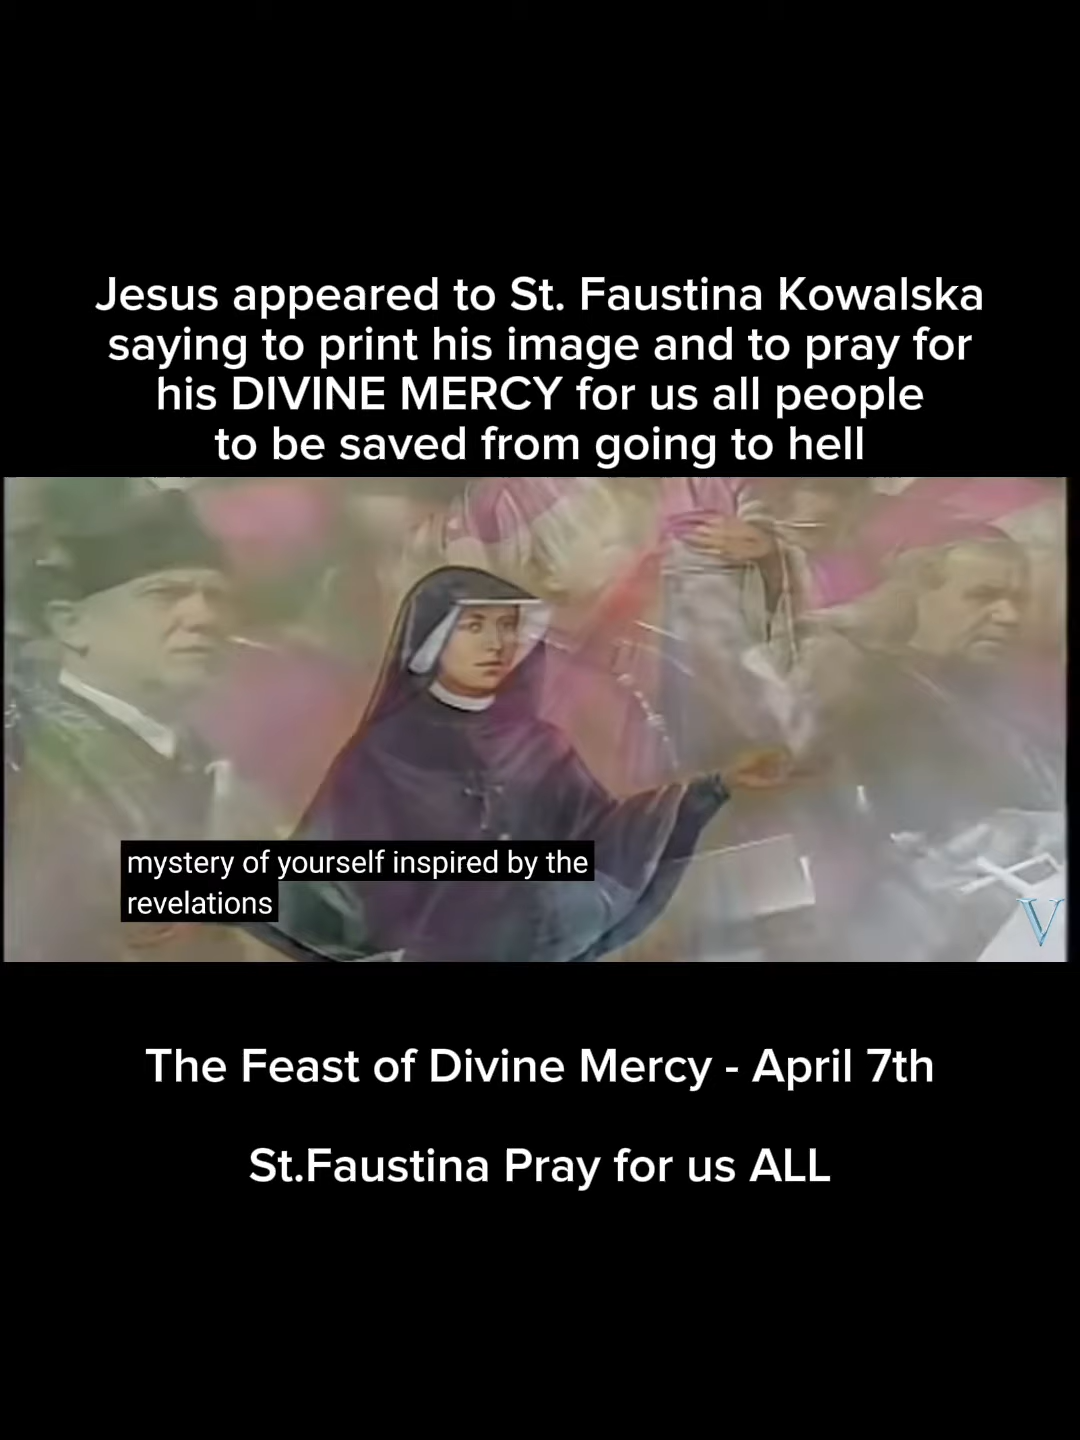 Jesus appeared to St. Faustina Kowalska
saying to print his image and to pray for
his DIVINE MERCY for us all people
to be saved from going to hell
mystery of yourself inspired by the
revelations
V
The Feast of Divine Mercy - April 7th
St.Faustina Pray for us ALL